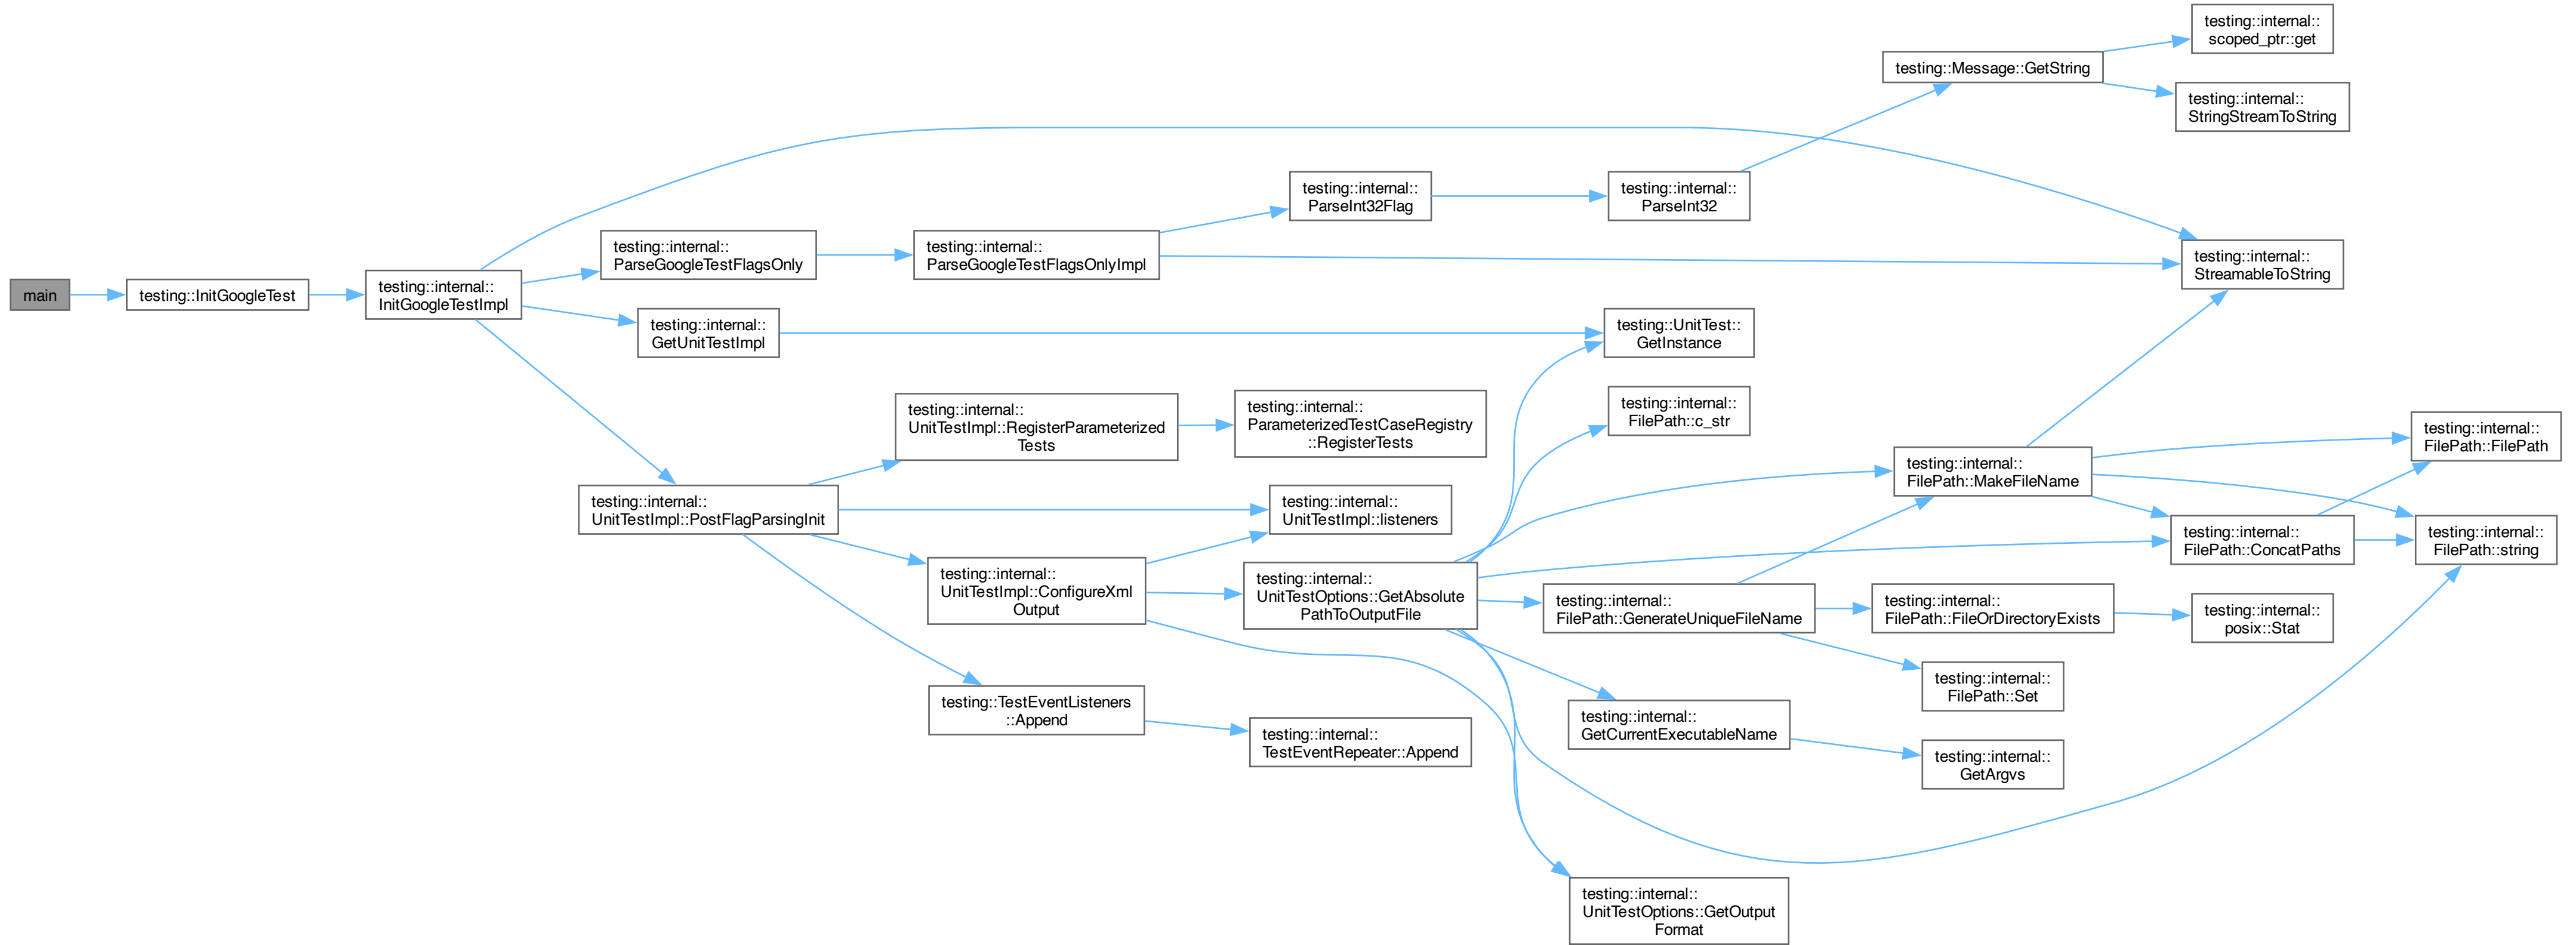 main
testing::InitGoogleTest
testing::internal::
InitGoogleTestImpl
testing::internal::
ParseGoogleTestFlagsOnly
testing::internal::
GetUnitTestImpl
testing::internal::
UnitTestImpl::PostFlagParsingInit
testing::internal::
ParseGoogleTestFlagsOnlyImpl
testing::internal::
UnitTestImpl::RegisterParameterized
Tests
testing::internal::
UnitTestImpl::ConfigureXml
Output
testing::TestEventListeners
::Append
testing::internal::
ParseInt32Flag
testing::internal::
ParameterizedTestCaseRegistry
::RegisterTests
testing::internal::
UnitTestImpl::listeners
testing::internal::
UnitTestOptions::GetAbsolute
PathToOutputFile
testing::internal::
TestEventRepeater::Append
testing::internal::
ParseInt32
testing::UnitTest::
GetInstance
testing::internal::
FilePath::c_str
testing::internal::
FilePath::GenerateUniqueFileName
testing::internal::
GetCurrentExecutableName
testing::internal::
UnitTestOptions::GetOutput
Format
testing::Message::GetString
testing::internal::
FilePath::MakeFileName
testing::internal::
FilePath::FileOrDirectoryExists
testing::internal::
FilePath::Set
testing::internal::
GetArgvs
testing::internal::
scoped_ptr::get
testing::internal::
StringStreamToString
testing::internal::
StreamableToString
testing::internal::
FilePath::ConcatPaths
testing::internal::
posix::Stat
testing::internal::
FilePath::FilePath
testing::internal::
FilePath::string